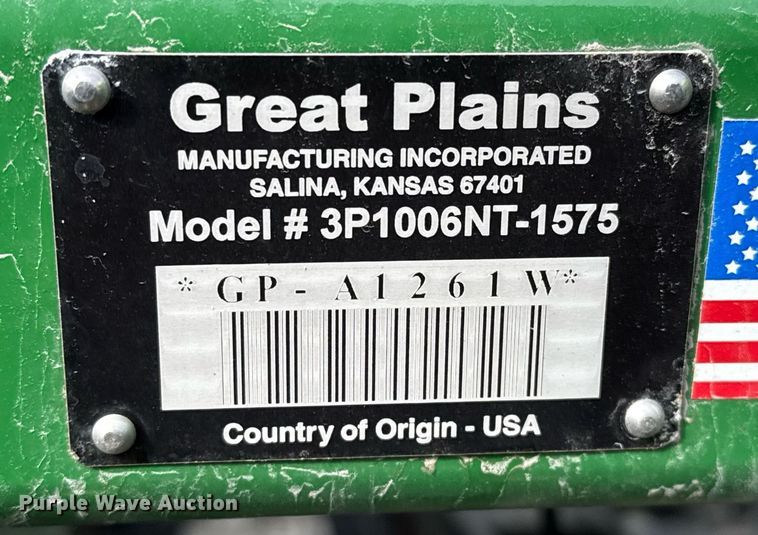 Great Plains
MANUFACTURING INCORPORATED
SALINA, KANSAS 67401
Model # 3P1006NT-1575
* GP-A1261W*
Country of Origin - USA
Purple Wave Auction